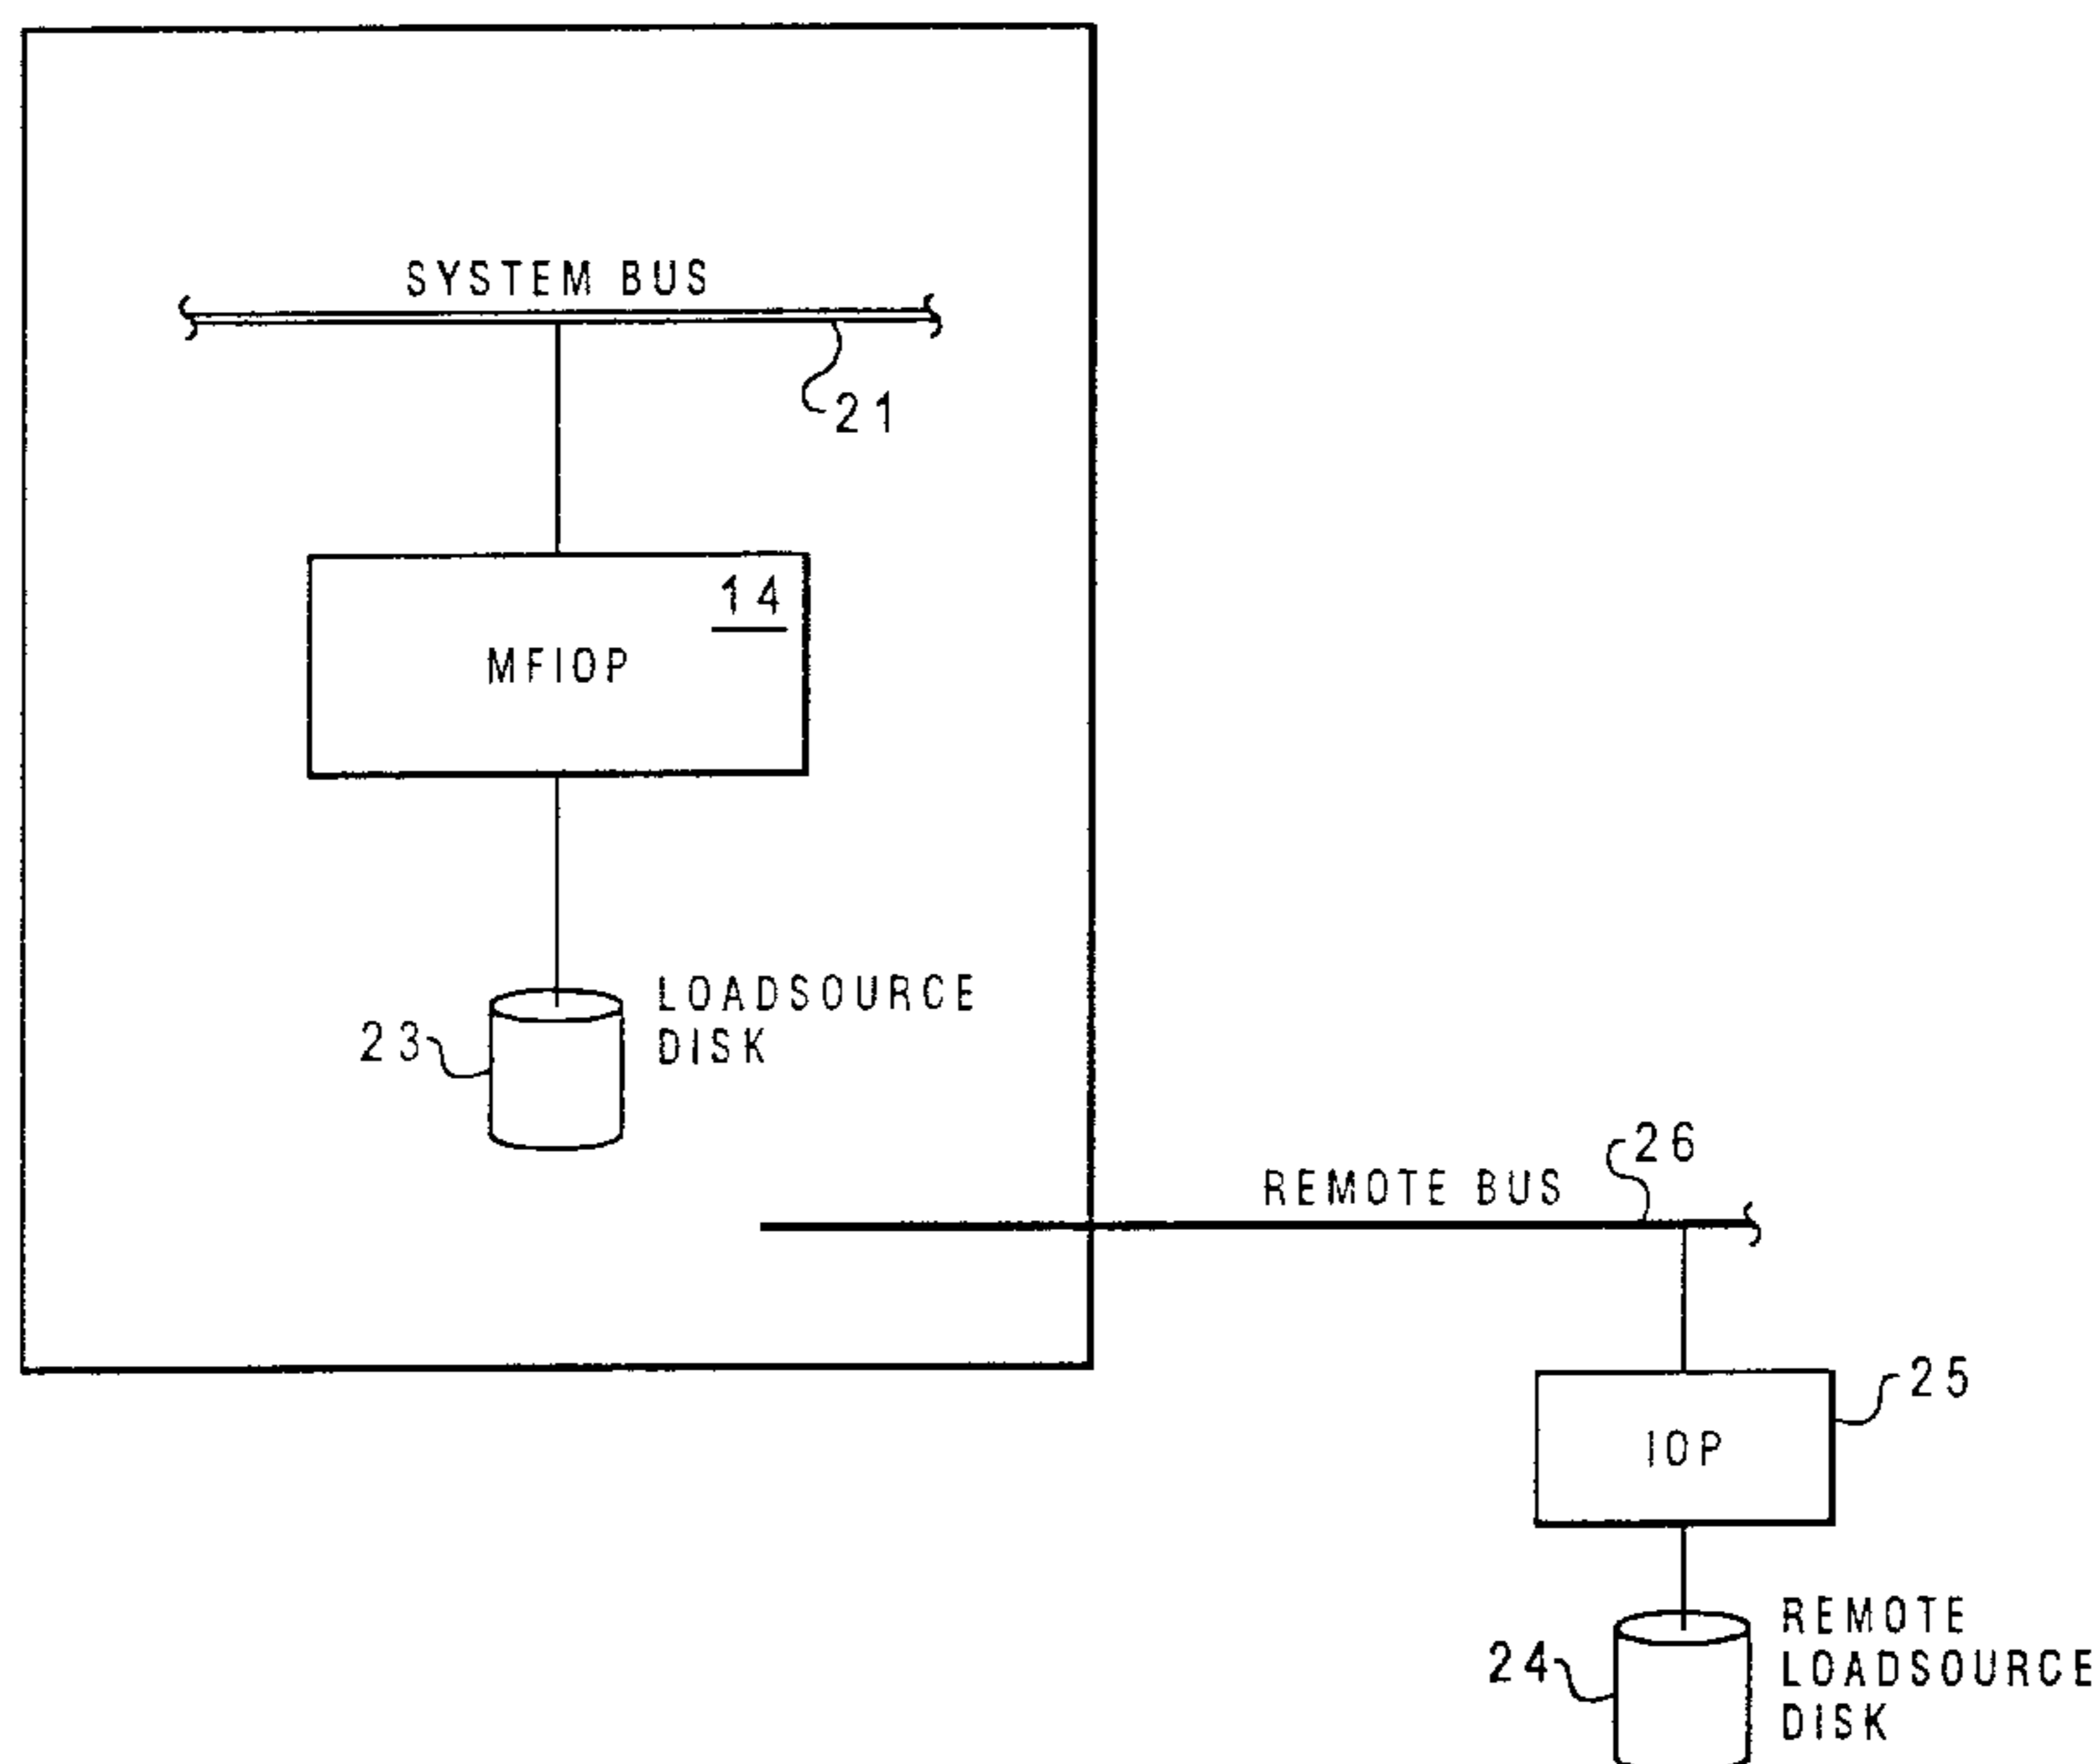 SYSTEM BUS
21
14
MFIOP
LOADSOURCE
DISK
23
26
REMOTE BUS
25
IOP
REMOTE
LOADSOURCE
DISK
24